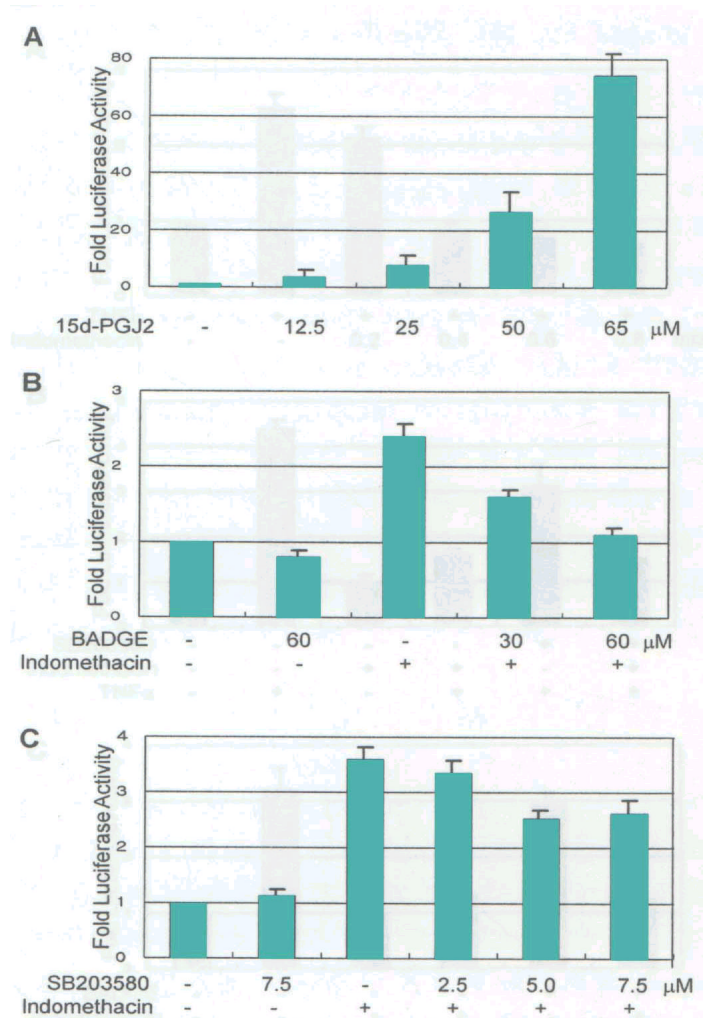 A
Fold Luciferase Activity
80
60
40
20
0
15d-PGJ2 - 12.5 25 50 65 μM
B
Fold Luciferase Activity
3
2
1
0
BADGE - 60 - 30 60 μM
Indomethacin - - + + +
TNFα
C
Fold Luciferase Activity
4
3
2
1
0
SB203580 - 7.5 - 2.5 5.0 7.5 μM
Indomethacin - - + + + +